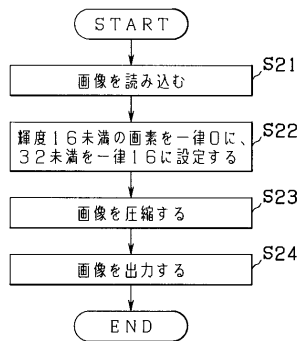 START
S21
画像を読み込む
S22
輝度16未満の画素を一律0に、
32未満を一律16に設定する
S23
画像を圧縮する
S24
画像を出力する
END